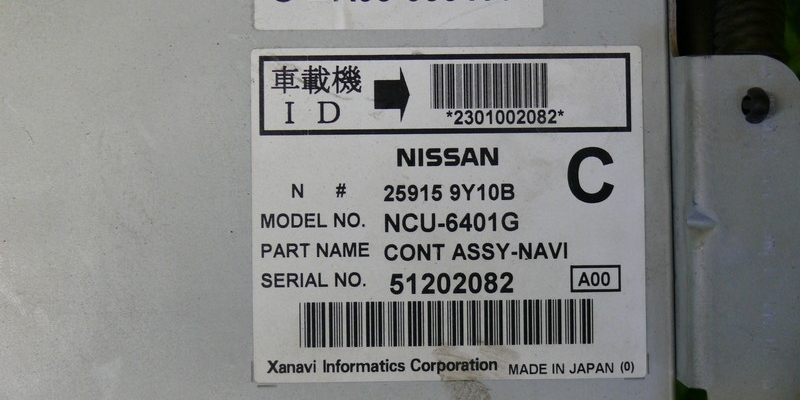 車載機
ＩＤ
*2301002082*
NISSAN
C
N # 25915 9Y10B
MODEL NO. NCU-6401G
PART NAME CONT ASSY-NAVI
SERIAL NO. 51202082 A00
Xanavi Informatics Corporation MADE IN JAPAN (0)